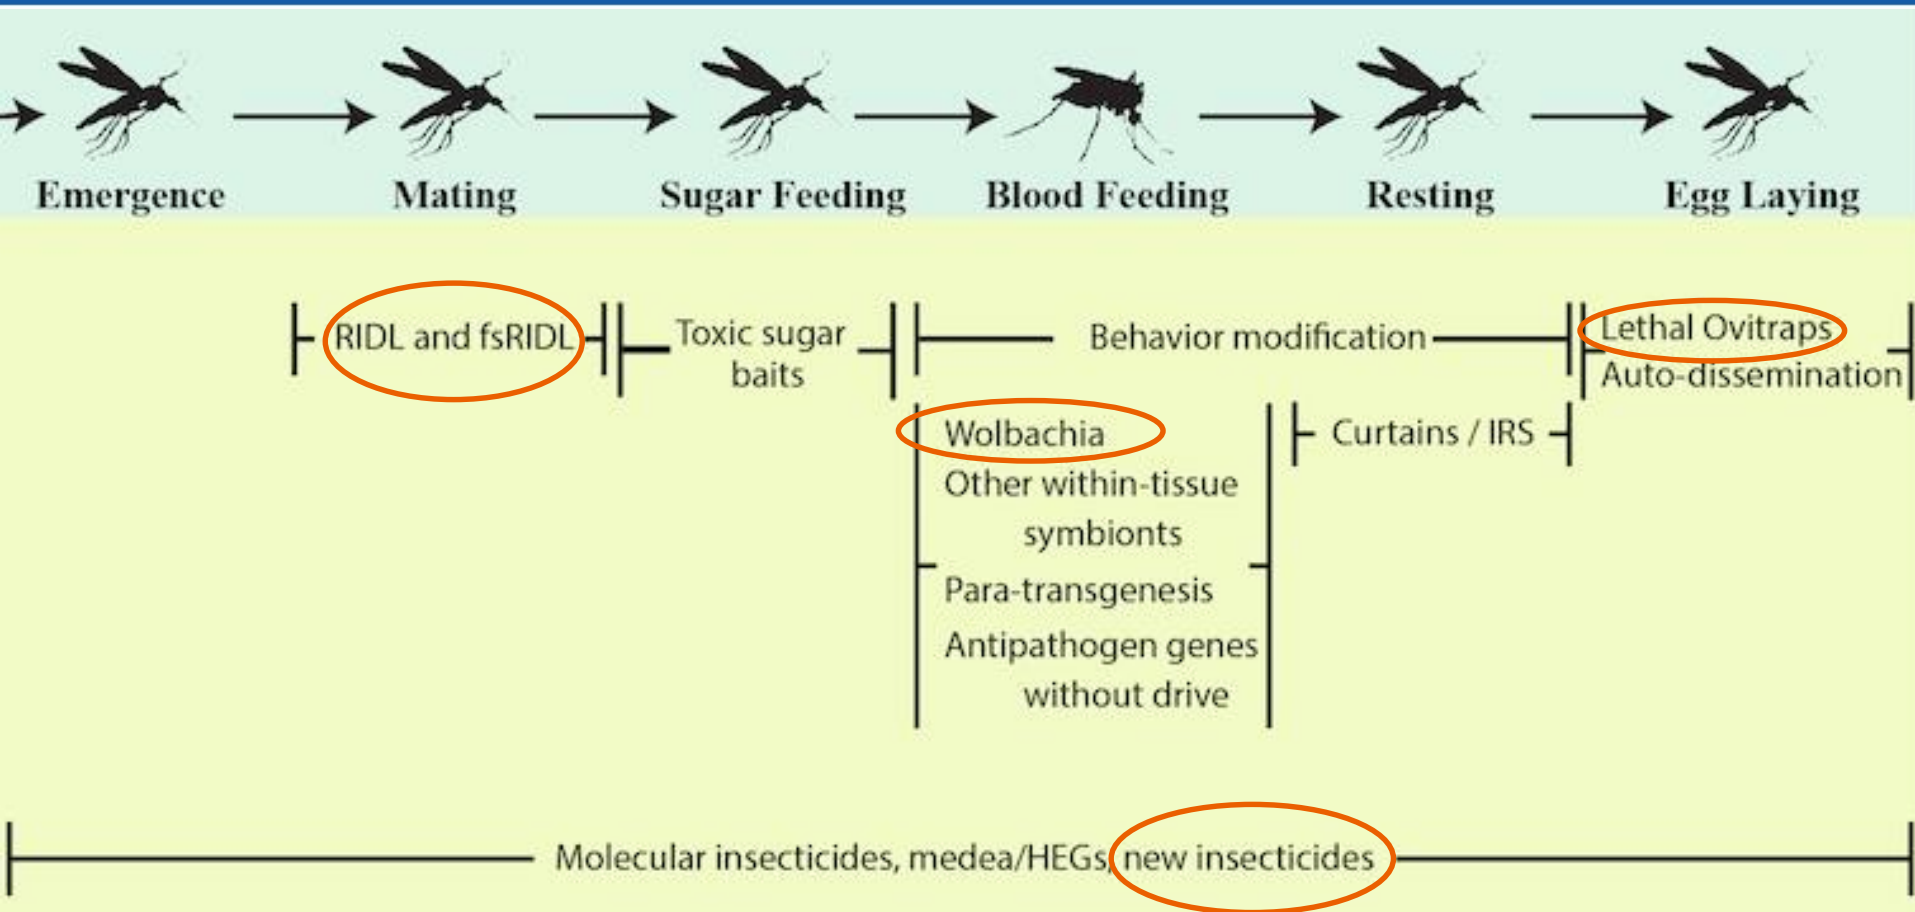 Emergence
Mating
Sugar Feeding
Blood Feeding
Resting
Egg Laying
RIDL and fsRIDL
Toxic sugar
baits
Behavior modification
Lethal Ovitraps
Auto-dissemination
Wolbachia
Other within-tissue
symbionts
Para-transgenesis
Antipathogen genes
without drive
Curtains / IRS
Molecular insecticides, medea/HEGs, new insecticides